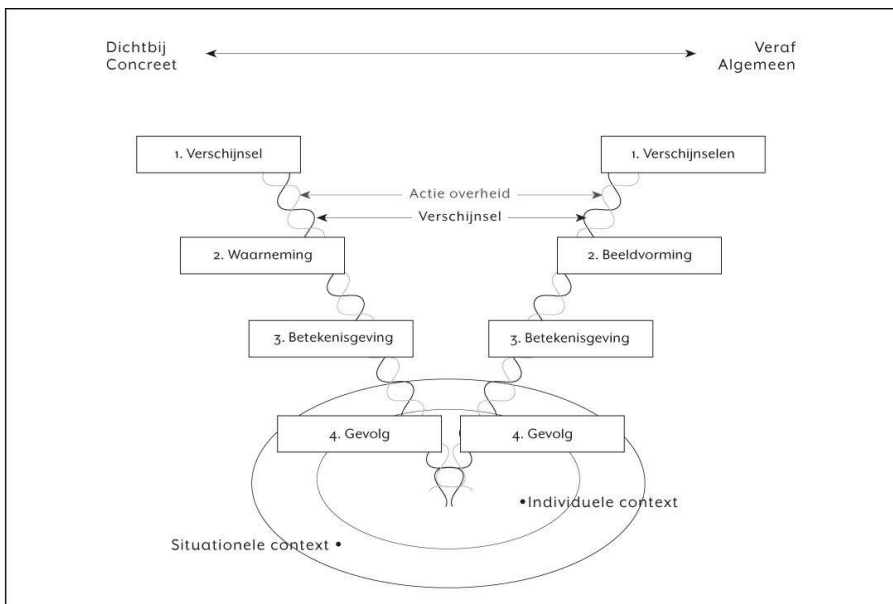 Dichtbij
Concreet
Veraf
Algemeen
1. Verschijnsel
1. Verschijnselen
Actie overheid
Verschijnsel
2. Waarneming
2. Beeldvorming
3. Betekenisgeving
3. Betekenisgeving
4. Gevolg
4. Gevolg
•Individuele context
Situationele context •